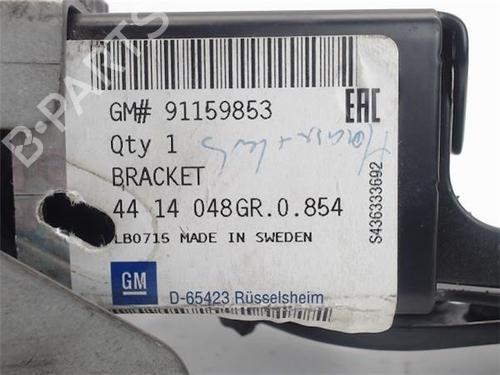 GM# 91159853
EAC
Qty 1
BRACKET
44 14 048GR.0.854
LB0715 MADE IN SWEDEN
GM
D-65423 Rüsselsheim
S436333692
B-PARTS